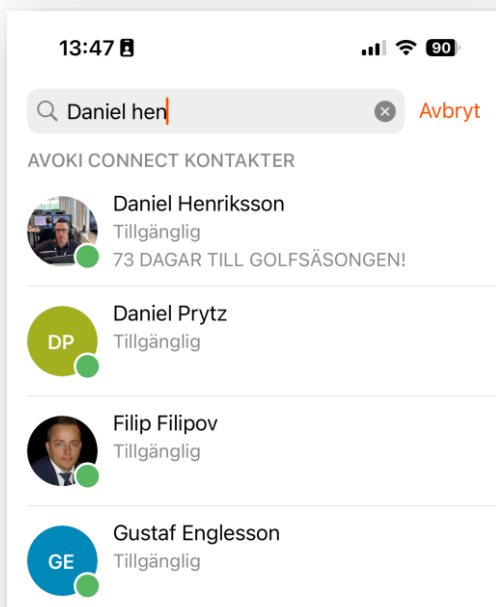 13:47
90
Daniel hen
Avbryt
AVOKI CONNECT KONTAKTER
Daniel Henriksson
Tillgänglig
73 DAGAR TILL GOLFSÄSONGEN!
DP
Daniel Prytz
Tillgänglig
Filip Filipov
Tillgänglig
GE
Gustaf Englesson
Tillgänglig